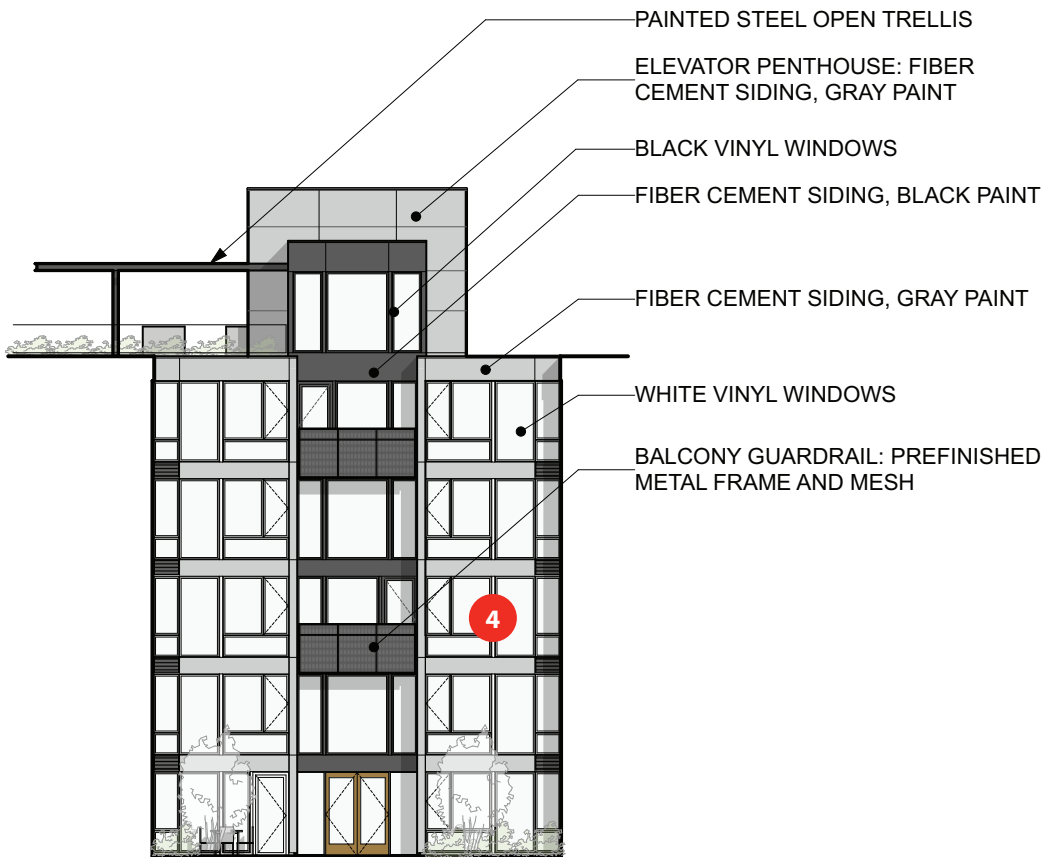 PAINTED STEEL OPEN TRELLIS
ELEVATOR PENTHOUSE: FIBER
CEMENT SIDING, GRAY PAINT
BLACK VINYL WINDOWS
FIBER CEMENT SIDING, BLACK PAINT
FIBER CEMENT SIDING, GRAY PAINT
WHITE VINYL WINDOWS
BALCONY GUARDRAIL: PREFINISHED
METAL FRAME AND MESH
4